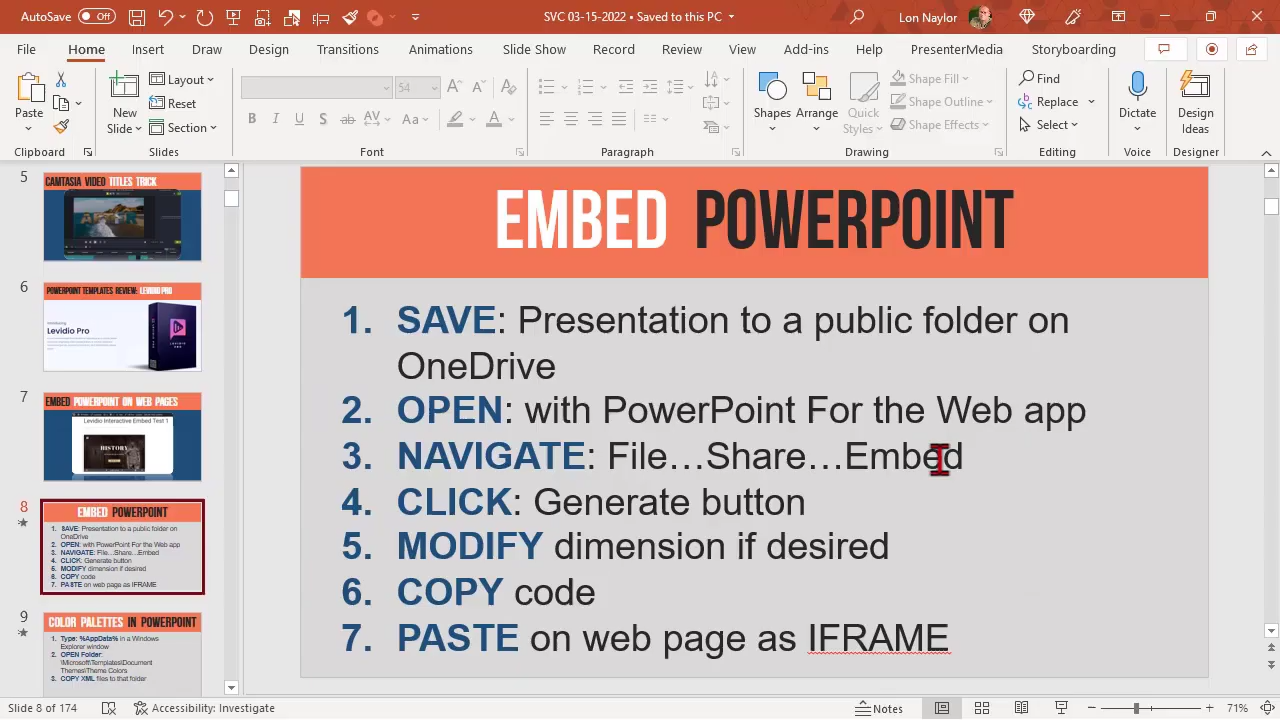 AutoSave Off
SVC 03-15-2022 • Saved to this PC
Lon Naylor
File Home Insert Draw Design Transitions Animations Slide Show Record Review View Add-ins Help PresenterMedia Storyboarding
Paste
New
Slide
Layout
Reset
Section
54
B I U S ab AV Aa A
Shapes
Arrange
Quick
Styles
Shape Fill
Shape Outline
Shape Effects
Find
Replace
Select
Dictate
Design
Ideas
Clipboard Slides Font Paragraph Drawing Editing Voice Designer
5
CAMTASIA VIDEO TITLES TRICK
6
POWERPOINT TEMPLATES REVIEW: LEVIDIO PRO
Levidio Pro
7
EMBED POWERPOINT ON WEB PAGES
Levidio Interactive Embed Test 1
HISTORY
8
EMBED POWERPOINT
1. SAVE: Presentation to a public folder on
OneDrive
2. OPEN: with PowerPoint For the Web app
3. NAVIGATE: File…Share…Embed
4. CLICK: Generate button
5. MODIFY dimension if desired
6. COPY code
7. PASTE on web page as IFRAME
9
COLOR PALETTES IN POWERPOINT
1. Type: %AppData% in a Windows
Explorer window
2. OPEN Folder:
\Microsoft\Templates\Document
Themes\Theme Colors
3. COPY XML files to that folder
EMBED POWERPOINT
1. SAVE: Presentation to a public folder on
OneDrive
2. OPEN: with PowerPoint For the Web app
3. NAVIGATE: File…Share…Embed
4. CLICK: Generate button
5. MODIFY dimension if desired
6. COPY code
7. PASTE on web page as IFRAME
Slide 8 of 174
Accessibility: Investigate
Notes
71%